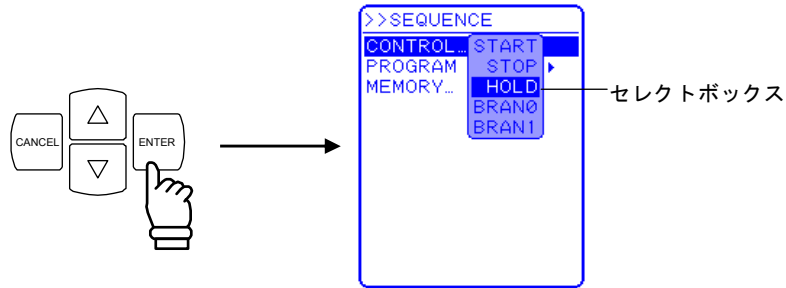 CANCEL
△
▽
ENTER
>>SEQUENCE
CONTROL… START
PROGRAM STOP ▶
MEMORY… HOLD
BRAN0
BRAN1
セレクトボックス